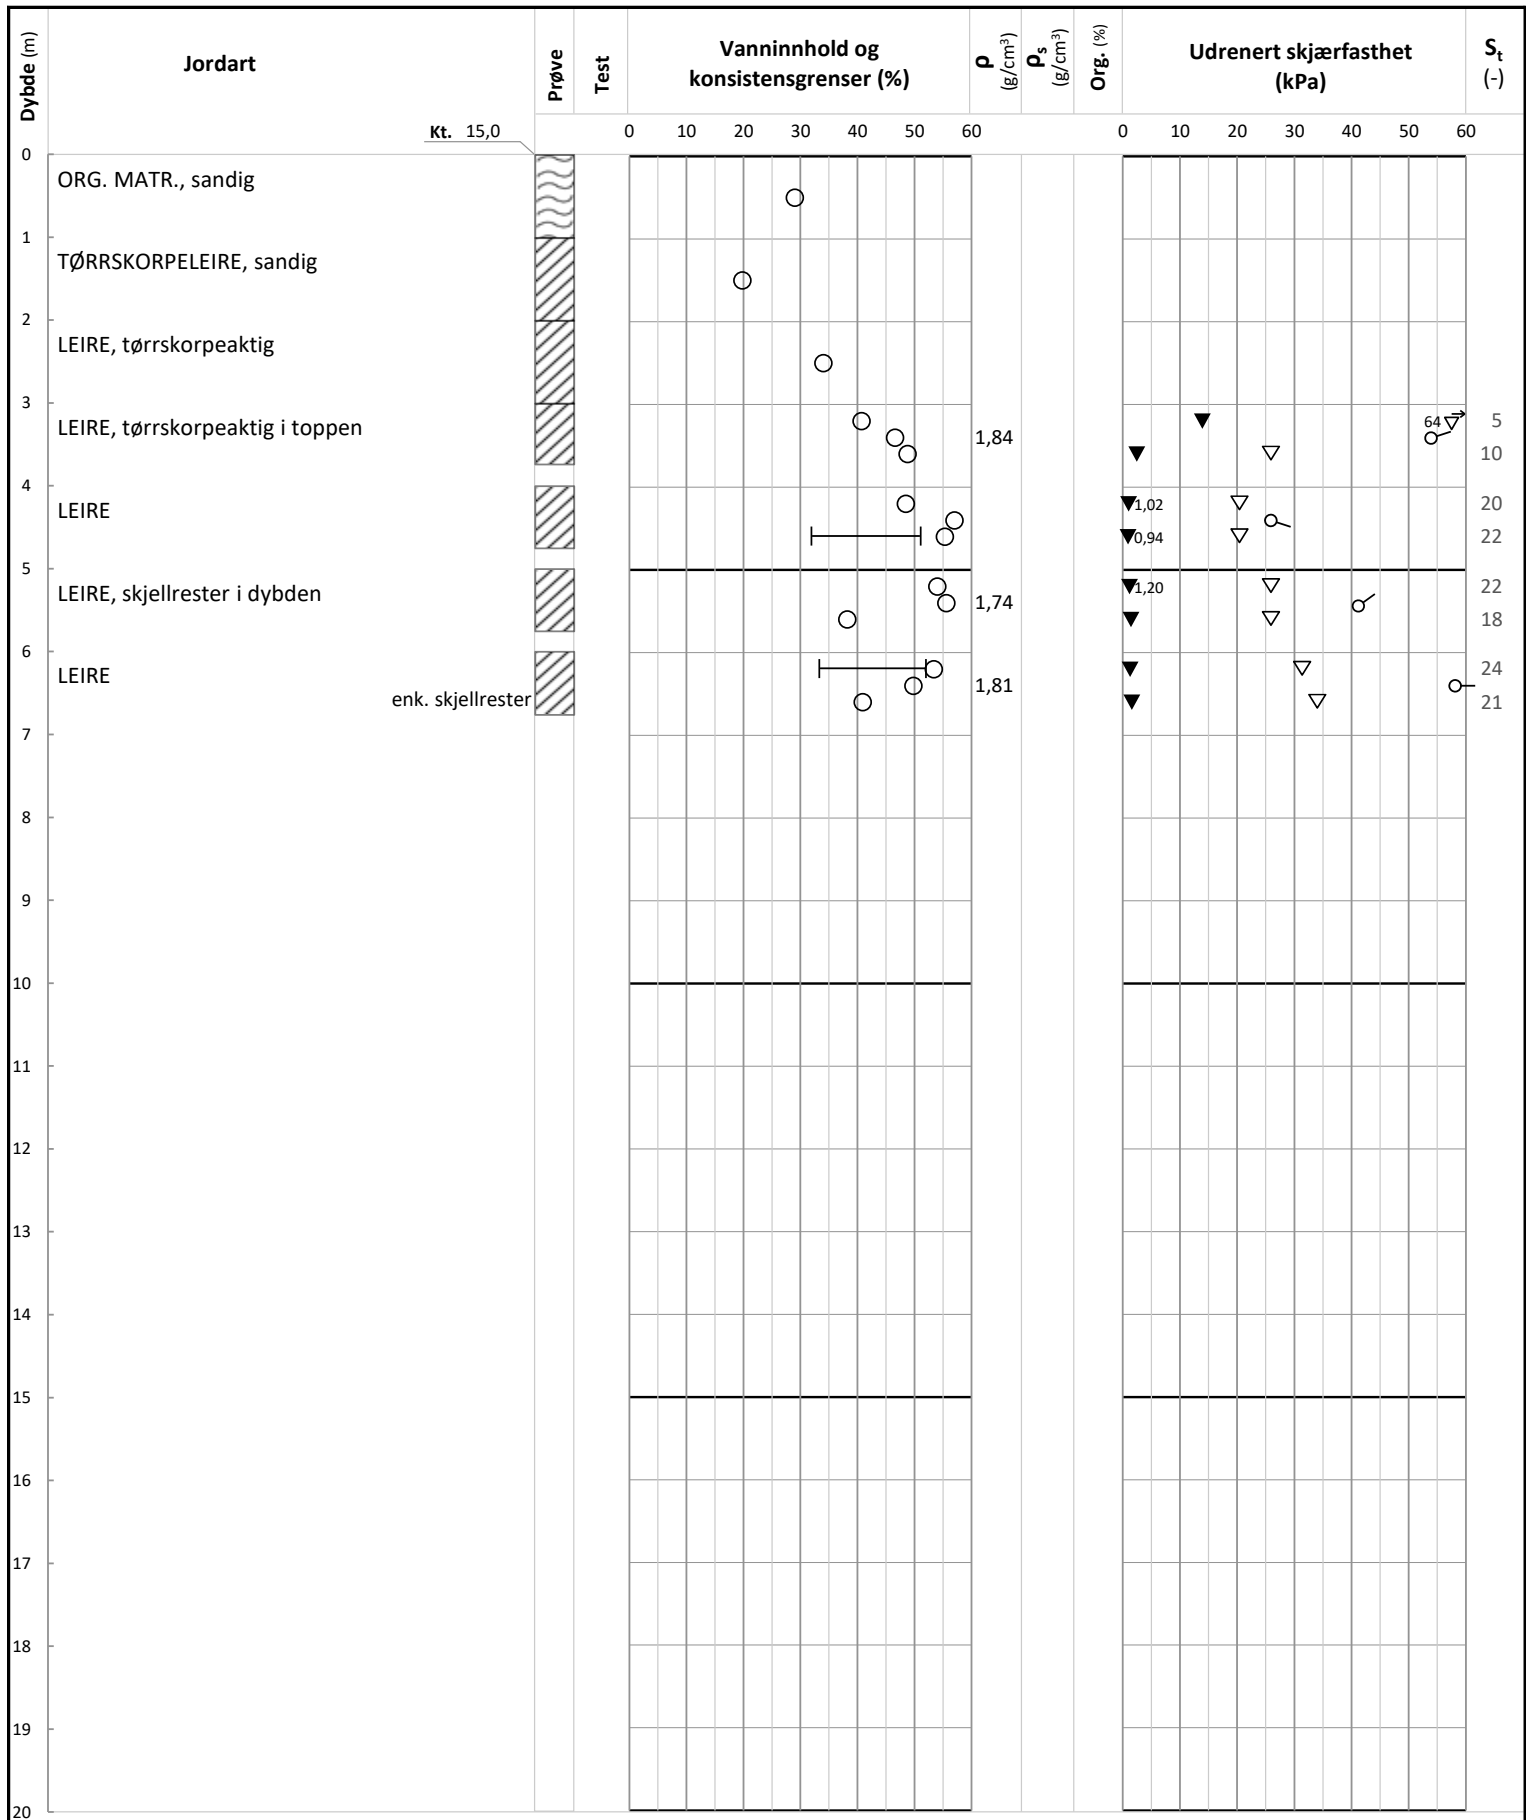 Dybde (m)
Jordart
Prøve
Test
Vanninnhold og
konsistensgrenser (%)
ρ
(g/cm³)
ρs
(g/cm³)
Org. (%)
Udrenert skjærfasthet
(kPa)
St
(-)
Kt. 15,0
0 10 20 30 40 50 60
0 10 20 30 40 50 60
0
ORG. MATR., sandig
1
TØRRSKORPELEIRE, sandig
2
LEIRE, tørrskorpeaktig
3
64 5
LEIRE, tørrskorpeaktig i toppen 1,84
10
4
1,02 20
LEIRE
0,94 22
5
1,20 22
LEIRE, skjellrester i dybden 1,74
18
6
24
LEIRE
1,81
enk. skjellrester 21
7
8
9
10
11
12
13
14
15
16
17
18
19
20